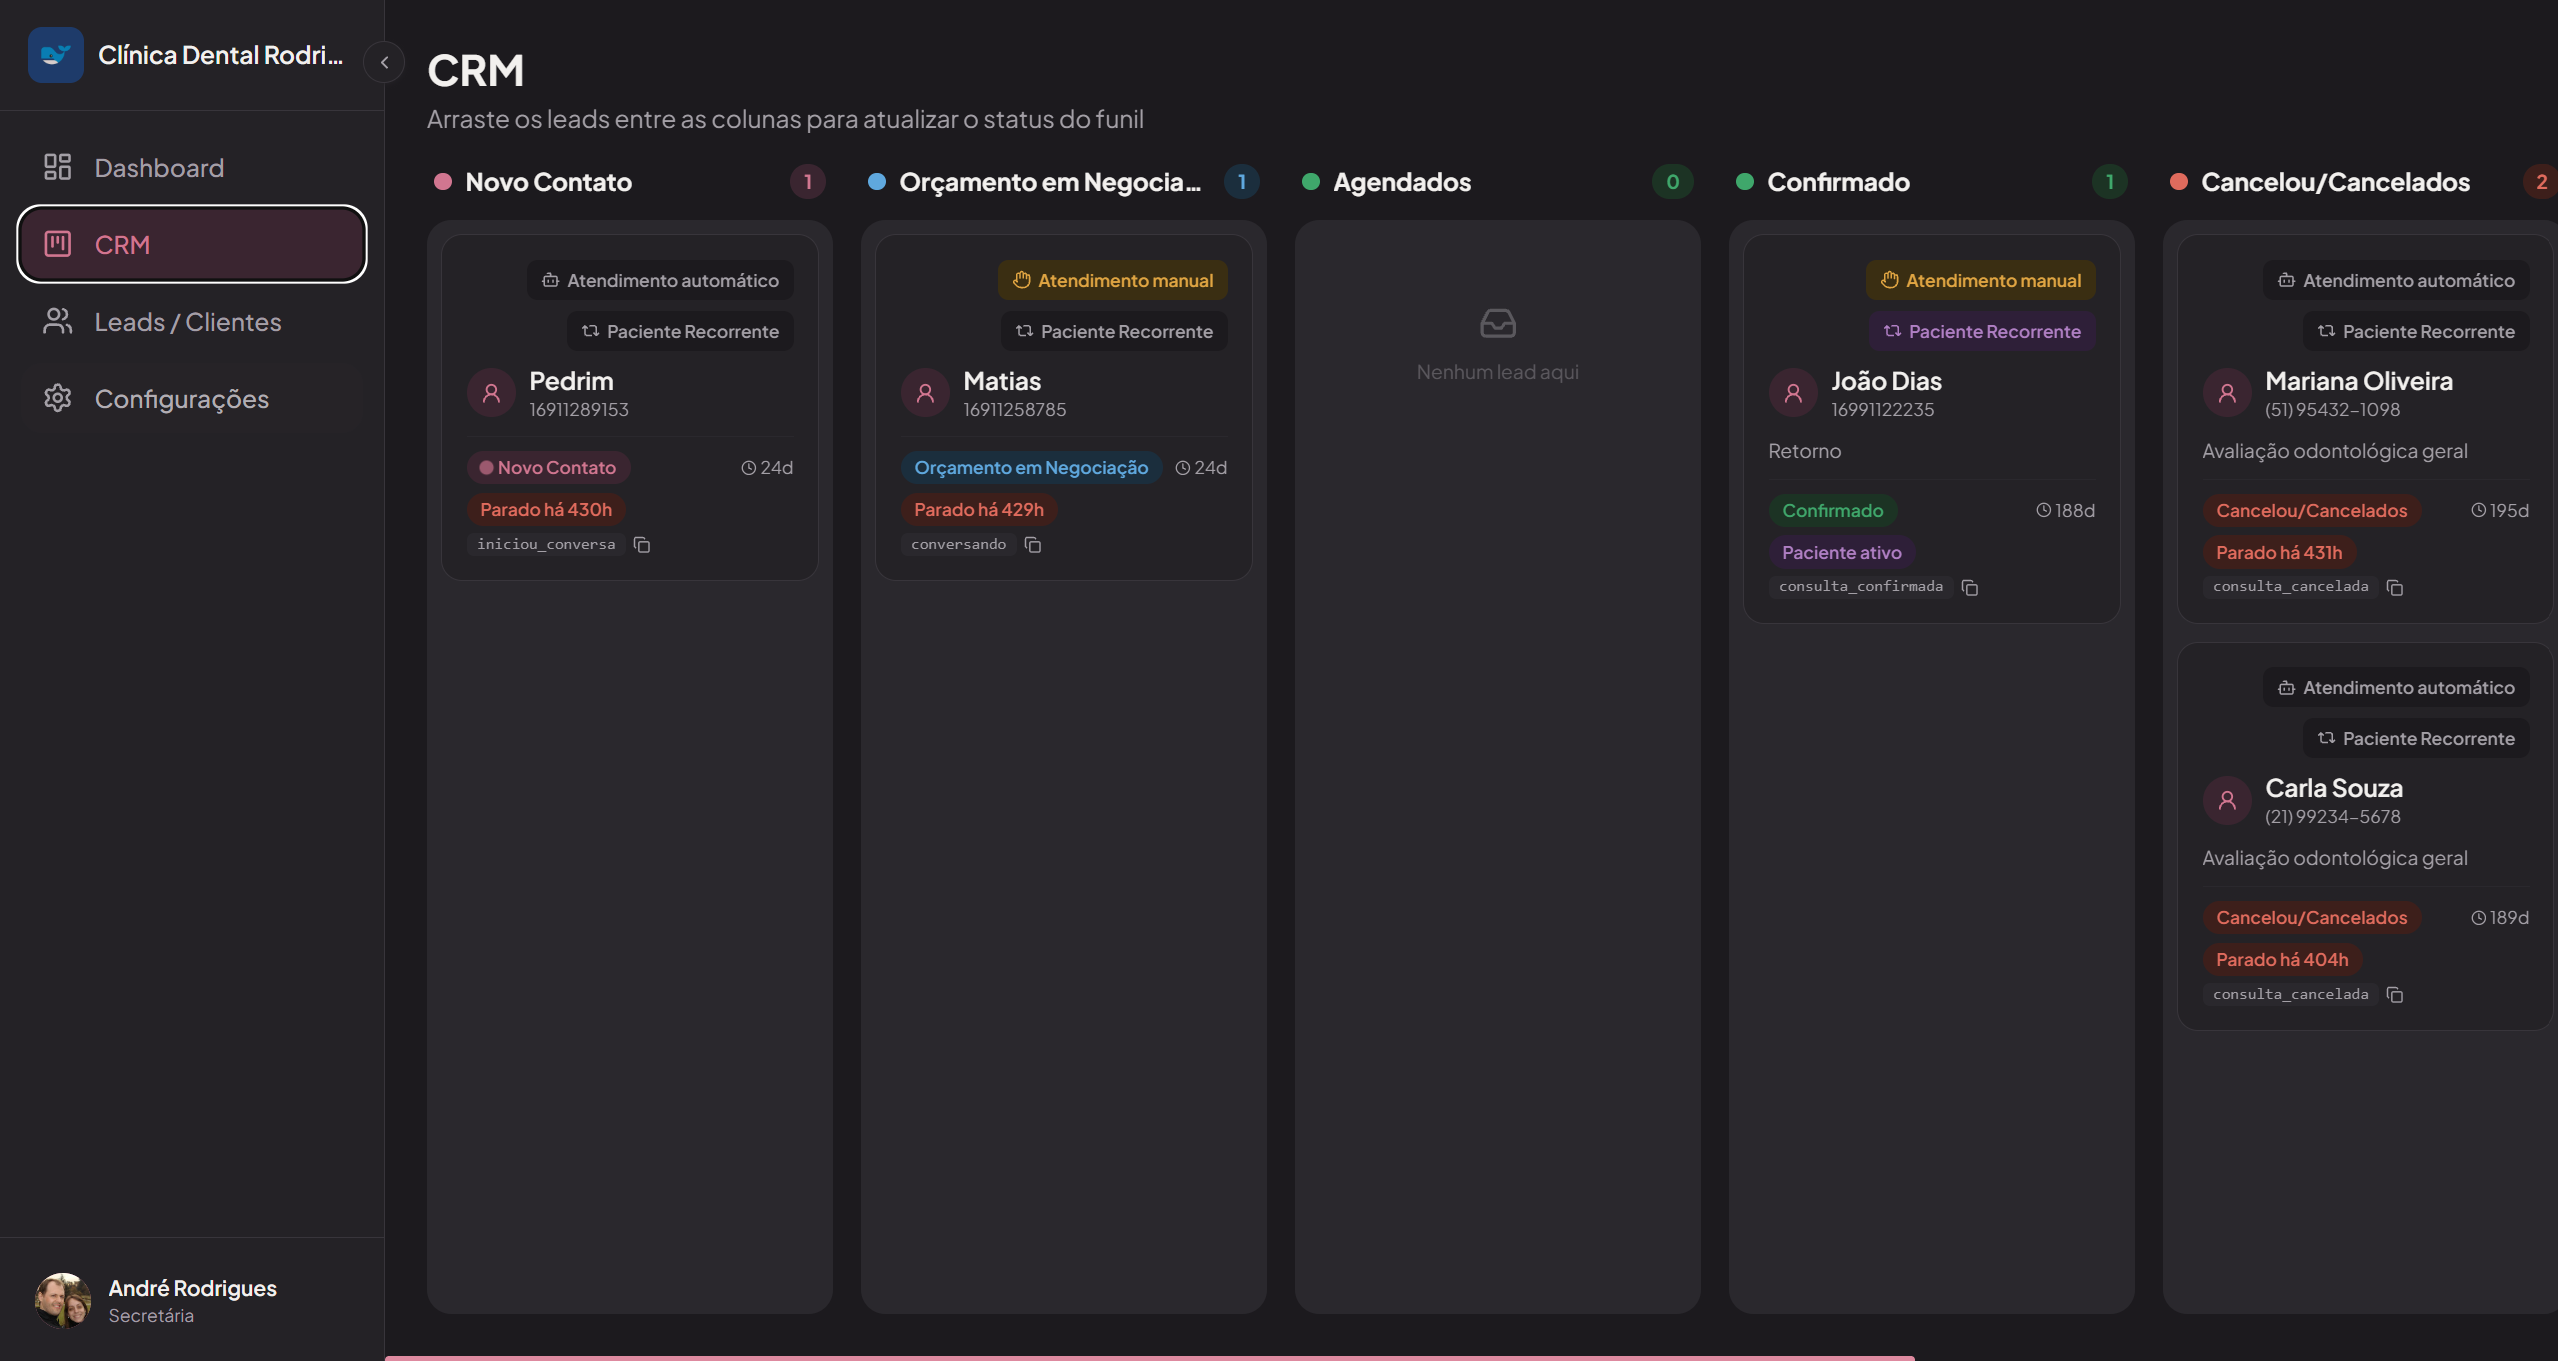 Clínica Dental Rodri...
Dashboard
CRM
Leads / Clientes
Configurações
André Rodrigues
Secretária
CRM
Arraste os leads entre as colunas para atualizar o status do funil
Novo Contato 1
Atendimento automático
Paciente Recorrente
Pedrim
16911289153
Novo Contato 24d
Parado há 430h
iniciou_conversa
Orçamento em Negocia... 1
Atendimento manual
Paciente Recorrente
Matias
16911258785
Orçamento em Negociação 24d
Parado há 429h
conversando
Agendados 0
Nenhum lead aqui
Confirmado 1
Atendimento manual
Paciente Recorrente
João Dias
16991122235
Retorno
Confirmado 188d
Paciente ativo
consulta_confirmada
Cancelou/Cancelados 2
Atendimento automático
Paciente Recorrente
Mariana Oliveira
(51) 95432-1098
Avaliação odontológica geral
Cancelou/Cancelados 195d
Parado há 431h
consulta_cancelada
Atendimento automático
Paciente Recorrente
Carla Souza
(21) 99234-5678
Avaliação odontológica geral
Cancelou/Cancelados 189d
Parado há 404h
consulta_cancelada